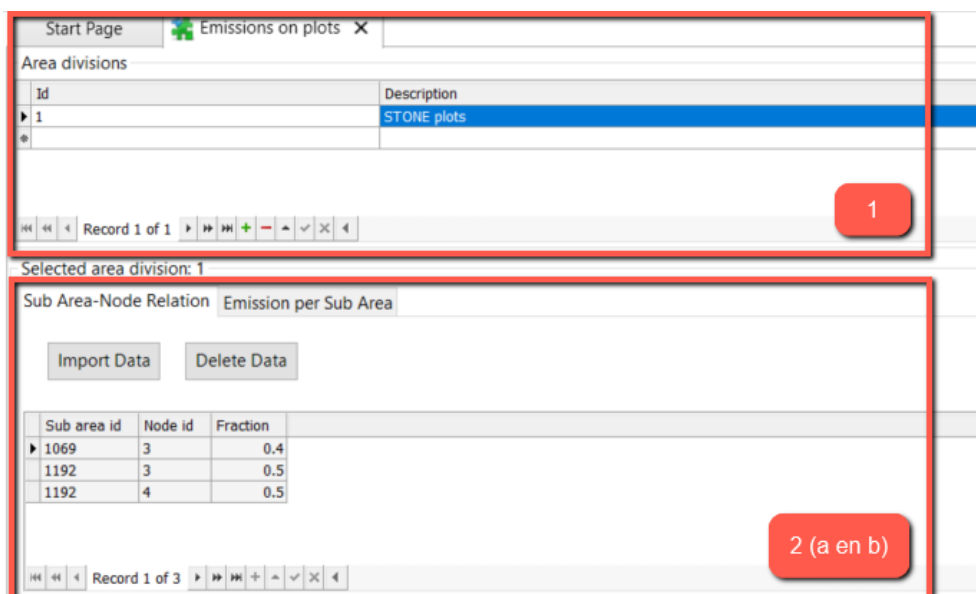 Start Page Emissions on plots X
Area divisions
Id Description
1 STONE plots
1
Record 1 of 1
Selected area division: 1
Sub Area-Node Relation Emission per Sub Area
Import Data Delete Data
Sub area id Node id Fraction
1069 3 0.4
1192 3 0.5
1192 4 0.5
2 (a en b)
Record 1 of 3